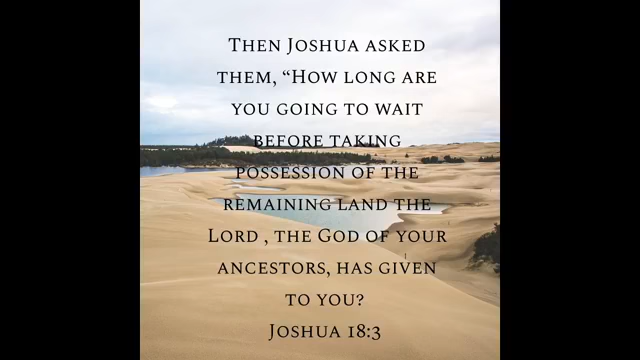 Then Joshua asked
them, “How long are
you going to wait
before taking
possession of the
remaining land the
Lord , the God of your
ancestors, has given
to you?
Joshua 18:3